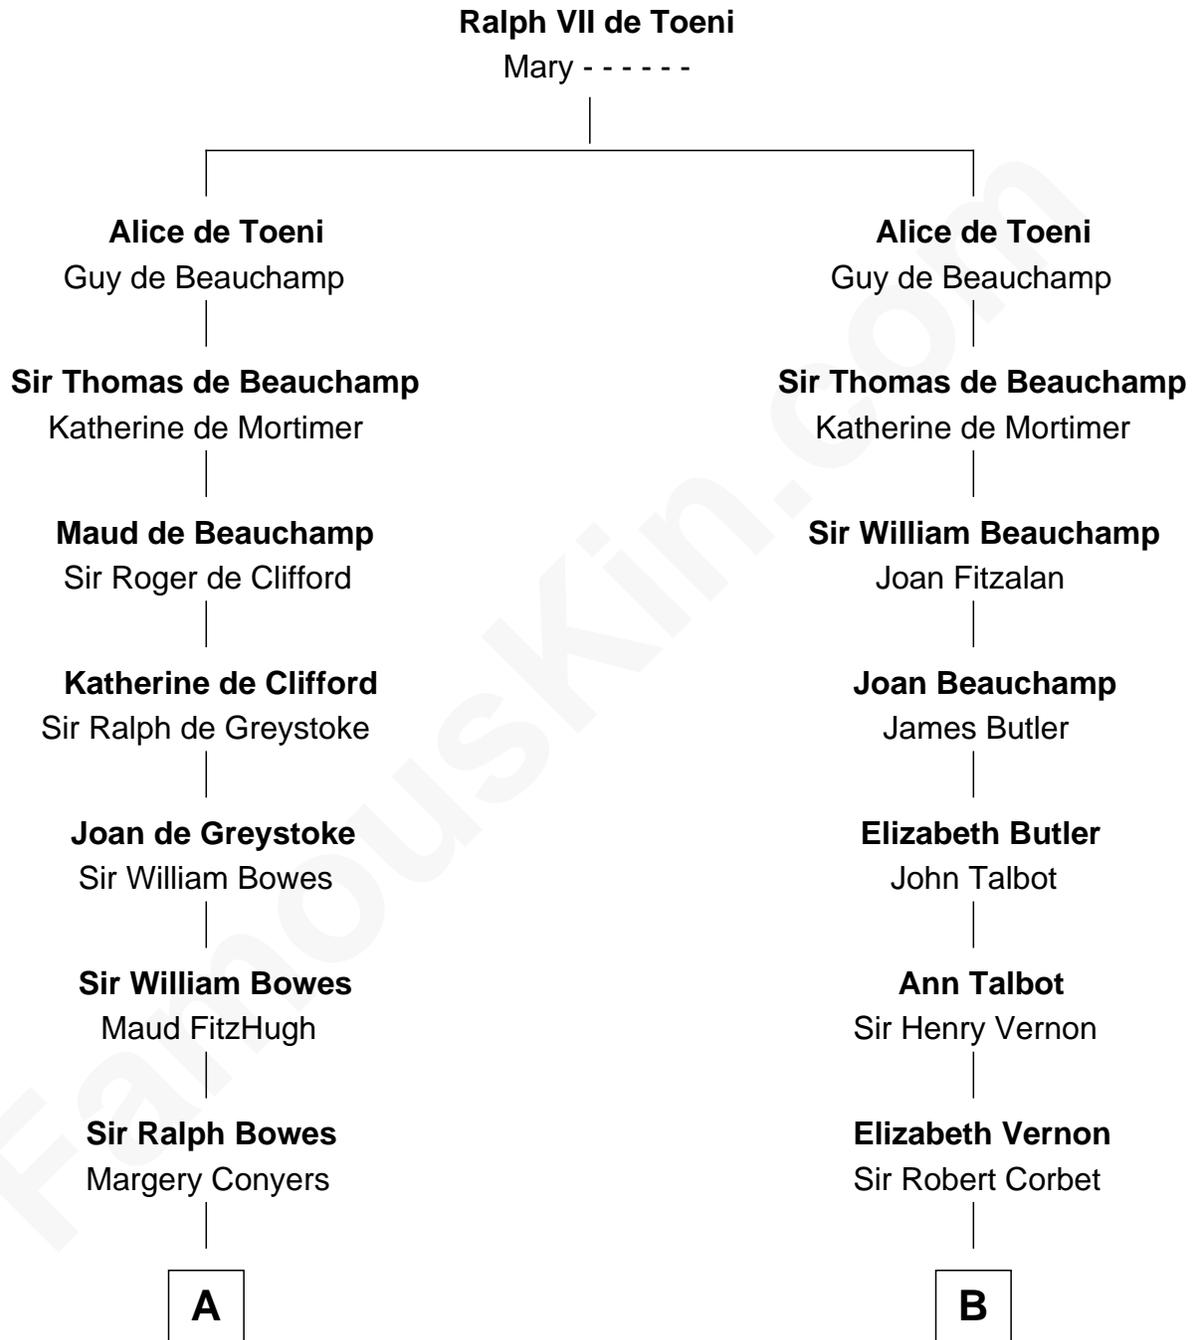 Ralph VII de Toeni
Mary - - - - - -
Alice de Toeni
Guy de Beauchamp
Alice de Toeni
Guy de Beauchamp
Sir Thomas de Beauchamp
Katherine de Mortimer
Sir Thomas de Beauchamp
Katherine de Mortimer
Maud de Beauchamp
Sir Roger de Clifford
Sir William Beauchamp
Joan Fitzalan
Katherine de Clifford
Sir Ralph de Greystoke
Joan Beauchamp
James Butler
Joan de Greystoke
Sir William Bowes
Elizabeth Butler
John Talbot
Sir William Bowes
Maud FitzHugh
Ann Talbot
Sir Henry Vernon
Sir Ralph Bowes
Margery Conyers
Elizabeth Vernon
Sir Robert Corbet
A
B
FamousKin.com